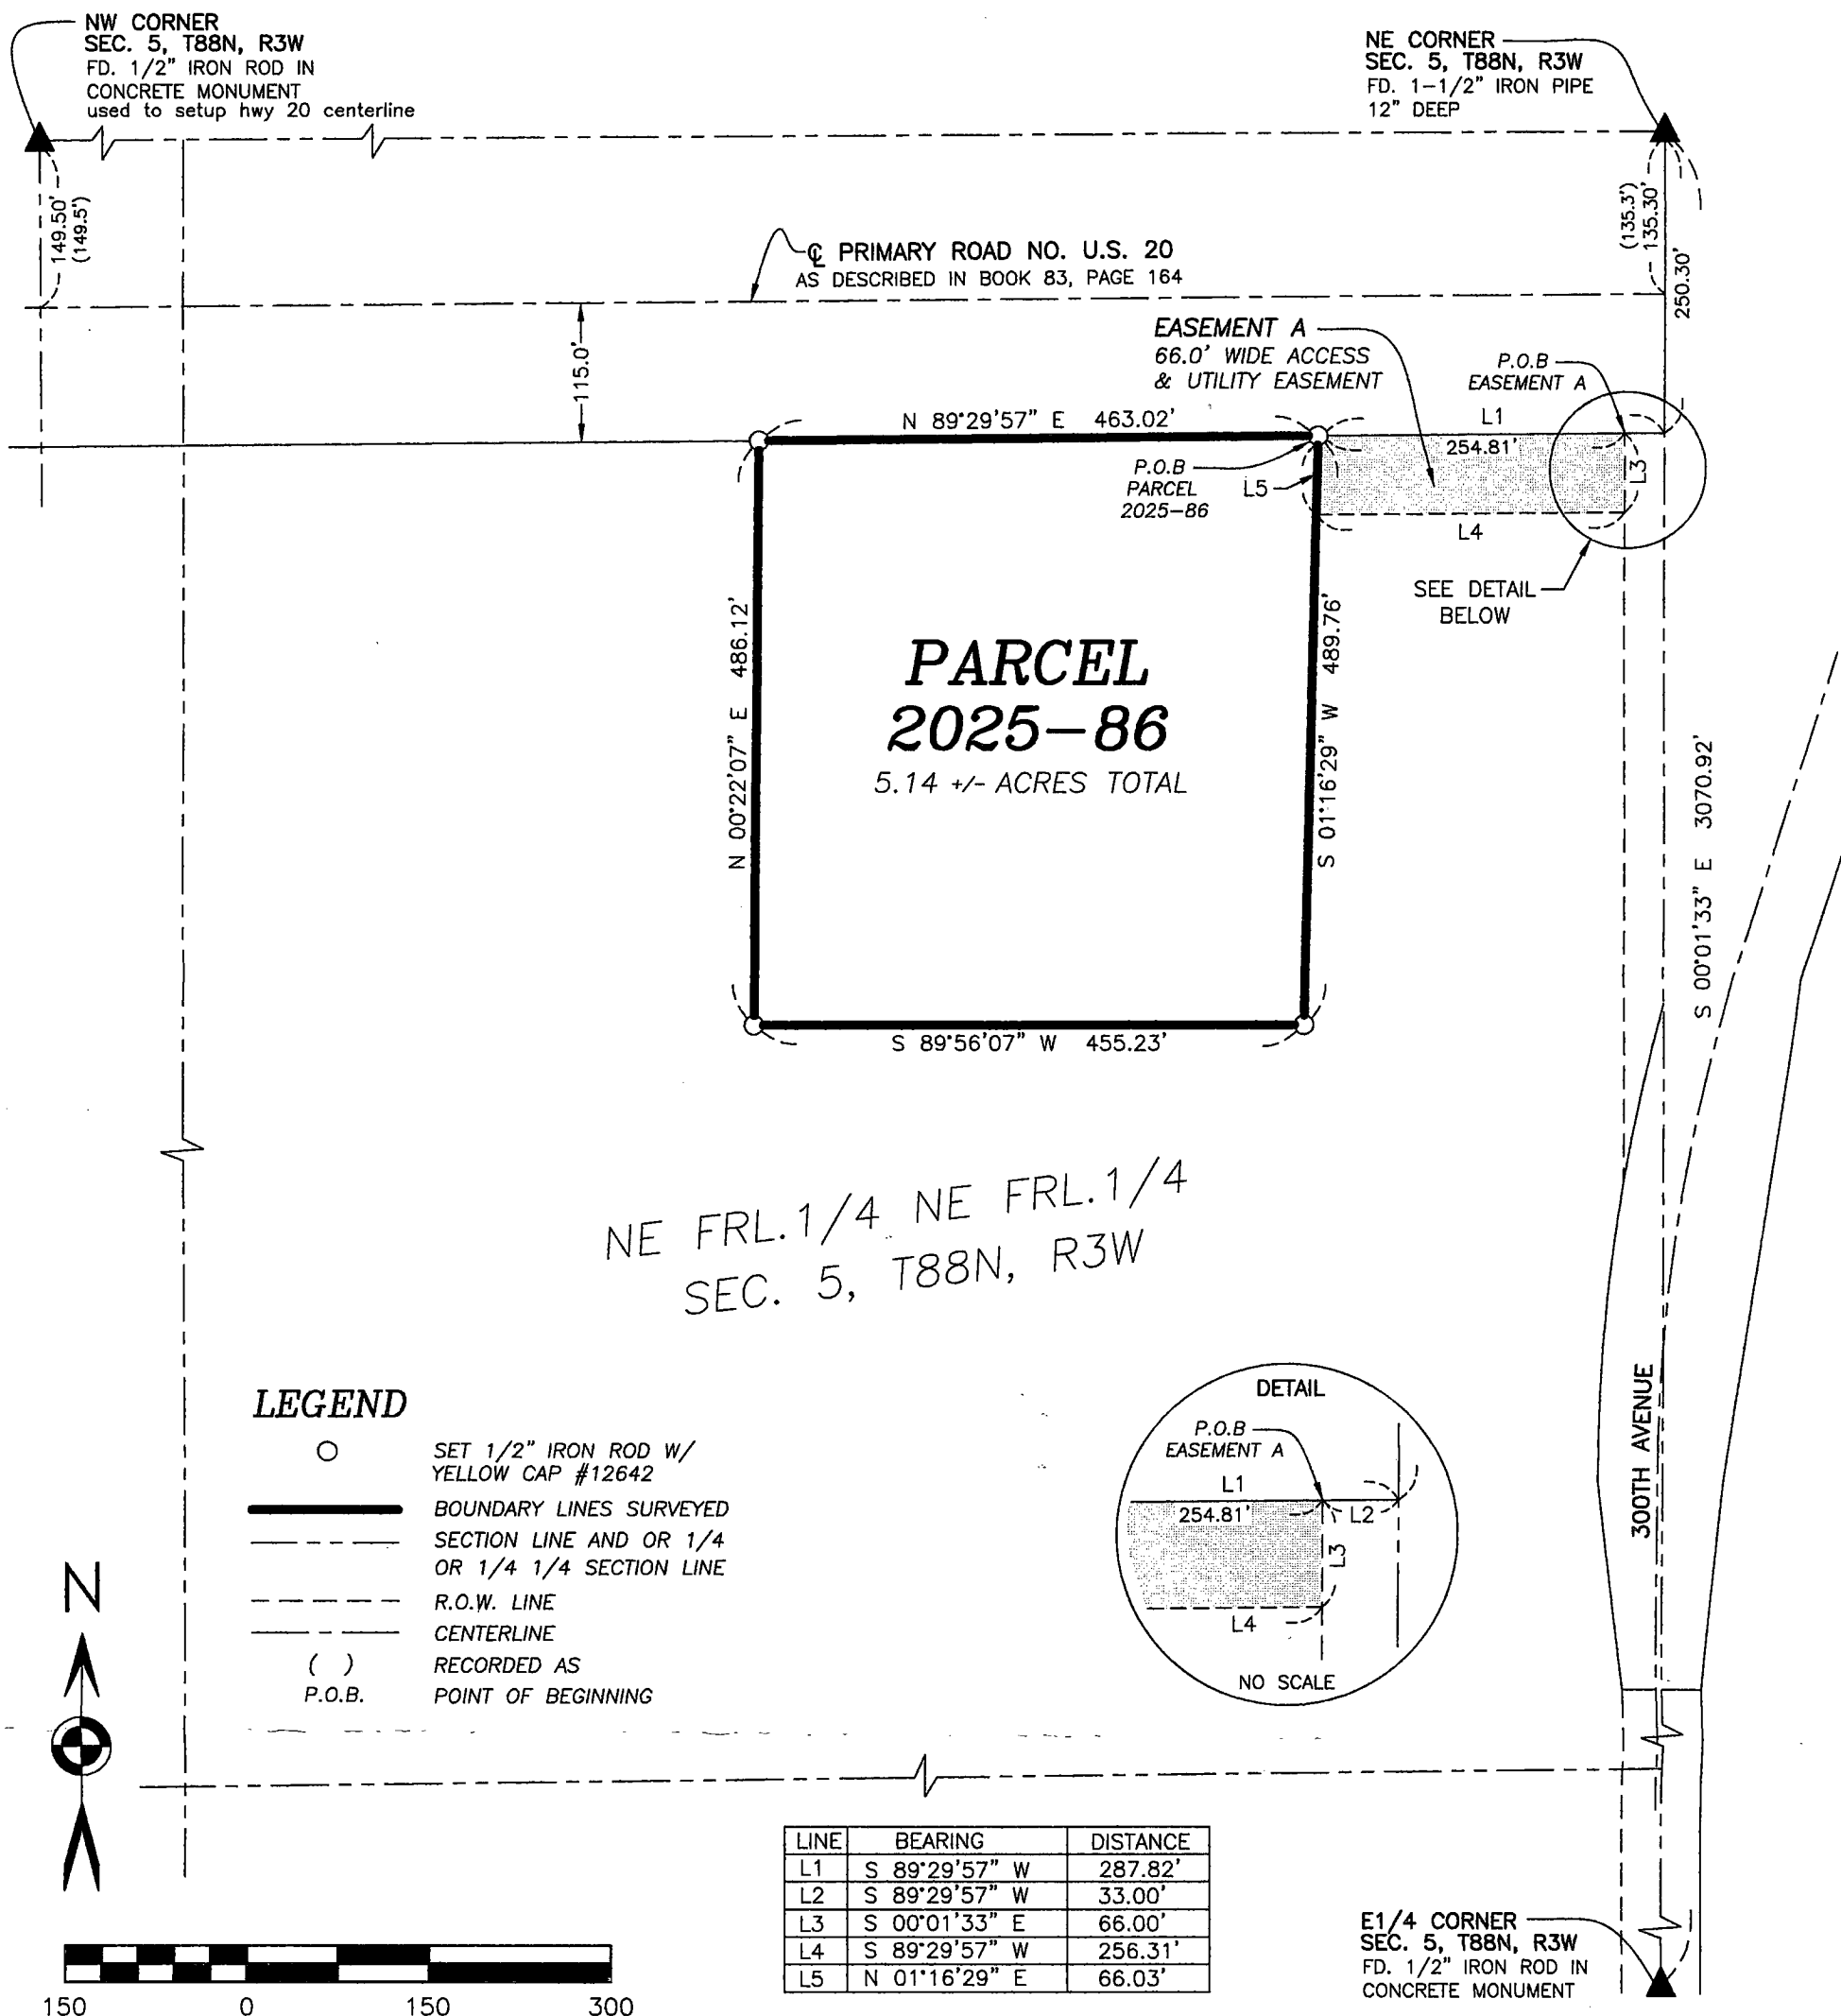 NW CORNER
SEC. 5, T88N, R3W
FD. 1/2" IRON ROD IN
CONCRETE MONUMENT
used to setup hwy 20 centerline
NE CORNER
SEC. 5, T88N, R3W
FD. 1-1/2" IRON PIPE
12" DEEP
149.50'
(149.5')
(135.3')
135.30'
250.30'
℄ PRIMARY ROAD NO. U.S. 20
AS DESCRIBED IN BOOK 83, PAGE 164
115.0'
EASEMENT A
66.0' WIDE ACCESS
& UTILITY EASEMENT
P.O.B
EASEMENT A
N 89°29'57" E 463.02'
L1
254.81'
L3
P.O.B
PARCEL
2025-86
L5
L4
SEE DETAIL
BELOW
N 00°22'07" E 486.12'
PARCEL
2025-86
5.14 +/- ACRES TOTAL
S 01°16'29" W 489.76'
S 00°01'33" E 3070.92'
S 89°56'07" W 455.23'
NE FRL.1/4 NE FRL.1/4
SEC. 5, T88N, R3W
LEGEND
SET 1/2" IRON ROD W/
YELLOW CAP #12642
BOUNDARY LINES SURVEYED
SECTION LINE AND OR 1/4
OR 1/4 1/4 SECTION LINE
R.O.W. LINE
CENTERLINE
( ) RECORDED AS
P.O.B. POINT OF BEGINNING
DETAIL
P.O.B
EASEMENT A
L1
254.81'
L2
L3
L4
NO SCALE
300TH AVENUE
N
LINE BEARING DISTANCE
L1 S 89°29'57" W 287.82'
L2 S 89°29'57" W 33.00'
L3 S 00°01'33" E 66.00'
L4 S 89°29'57" W 256.31'
L5 N 01°16'29" E 66.03'
E1/4 CORNER
SEC. 5, T88N, R3W
FD. 1/2" IRON ROD IN
CONCRETE MONUMENT
150 0 150 300